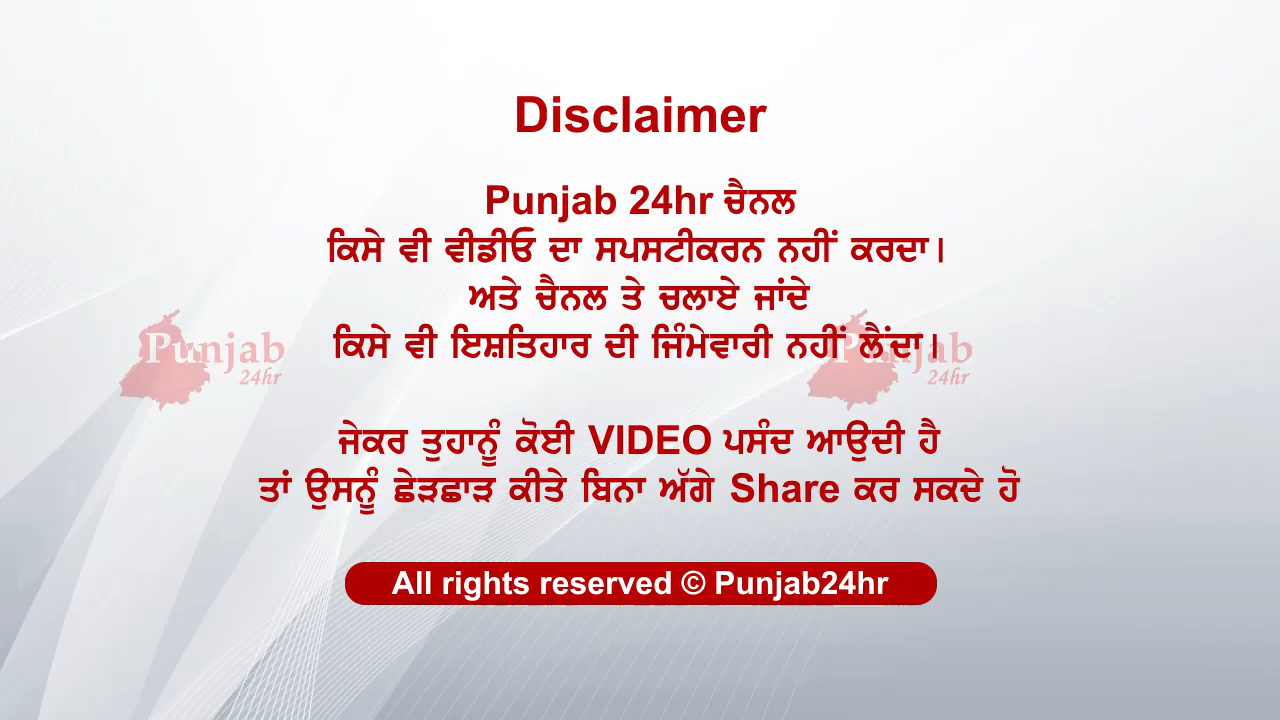 Disclaimer
Punjab 24hr ਚੈਨਲ
ਕਿਸੇ ਵੀ ਵੀਡੀਓ ਦਾ ਸਪਸਟੀਕਰਨ ਨਹੀਂ ਕਰਦਾ।
ਅਤੇ ਚੈਨਲ ਤੇ ਚਲਾਏ ਜਾਂਦੇ
ਕਿਸੇ ਵੀ ਇਸ਼ਤਿਹਾਰ ਦੀ ਜਿੰਮੇਵਾਰੀ ਨਹੀਂ ਲੈਂਦਾ।
Punjab
24hr
Punjab
24hr
ਜੇਕਰ ਤੁਹਾਨੂੰ ਕੋਈ VIDEO ਪਸੰਦ ਆਉਦੀ ਹੈ
ਤਾਂ ਉਸਨੂੰ ਛੇੜਛਾੜ ਕੀਤੇ ਬਿਨਾ ਅੱਗੇ Share ਕਰ ਸਕਦੇ ਹੋ
All rights reserved © Punjab24hr